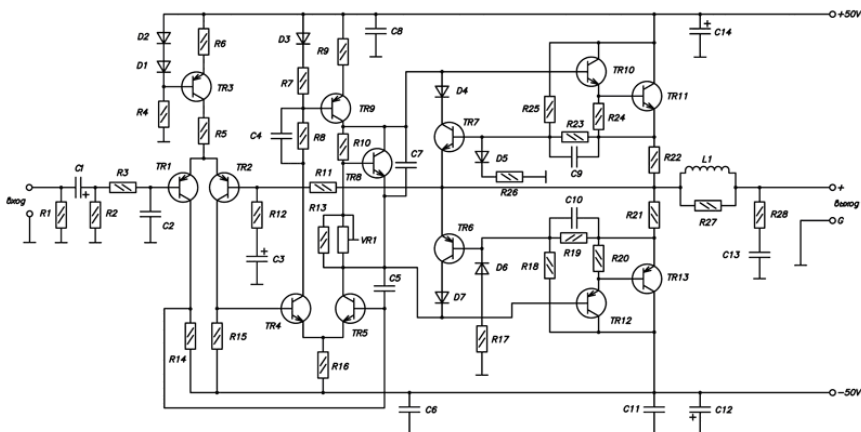 +50V
D2
R6
D3
R9
C8
C14
D1
TR3
R7
TR9
D4
TR10
TR11
R4
R5
C4
R8
R10
TR8
C7
TR7
R25
R23
R24
C9
D5
R22
R26
L1
C1
R3
TR1
TR2
R11
вход
R1
R2
C2
R12
C3
R13
VR1
C10
R21
R27
R28
+
выход
G
TR6
D6
R18
R19
R20
C13
C5
D7
TR13
TR4
TR5
TR12
R14
R15
R16
R17
-50V
C6
C11
C12